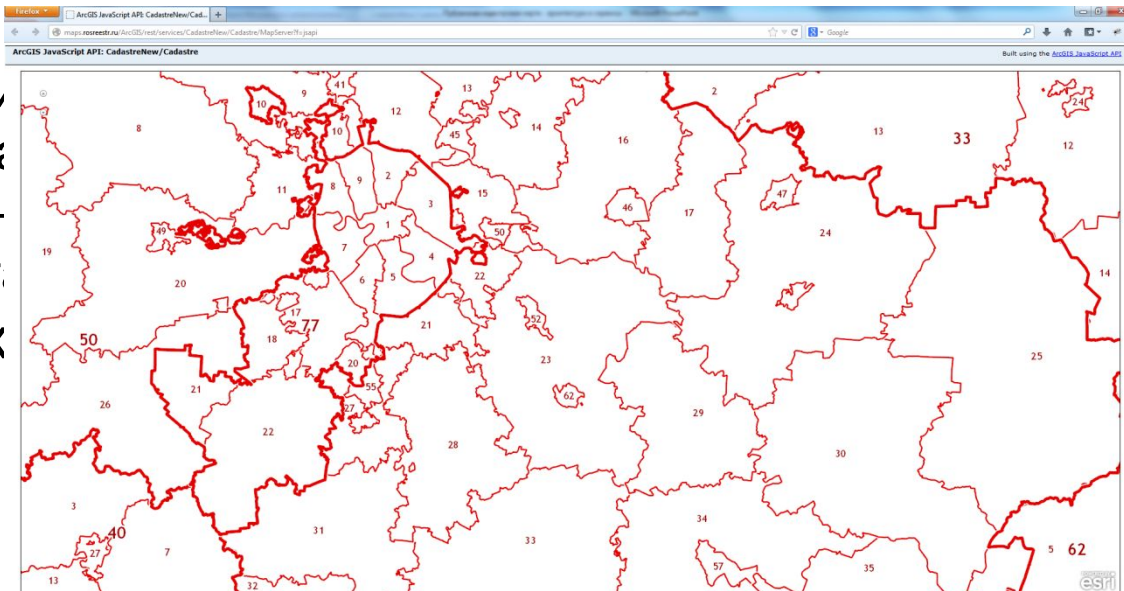 Firefox
ArcGIS JavaScript API: CadastreNew/Cad...
+
maps.rosreestr.ru/ArcGIS/rest/services/CadastreNew/Cadastre/MapServer?f=jsapi
Google
ArcGIS JavaScript API: CadastreNew/Cadastre
Built using the ArcGIS JavaScript API
9 41 13 2
10 12 24
8 10 45 14 16 13 33 12
11 8 9 2 3 15 46 17 47
49 1 50 24
19 7 4 14
20 6 5 22
17 52
50 18 77 21 23 25
20
21 55 62
26 27 29
22 28 30
3 31 34
40 33
27 7 5 62
13 32 57 35
esri